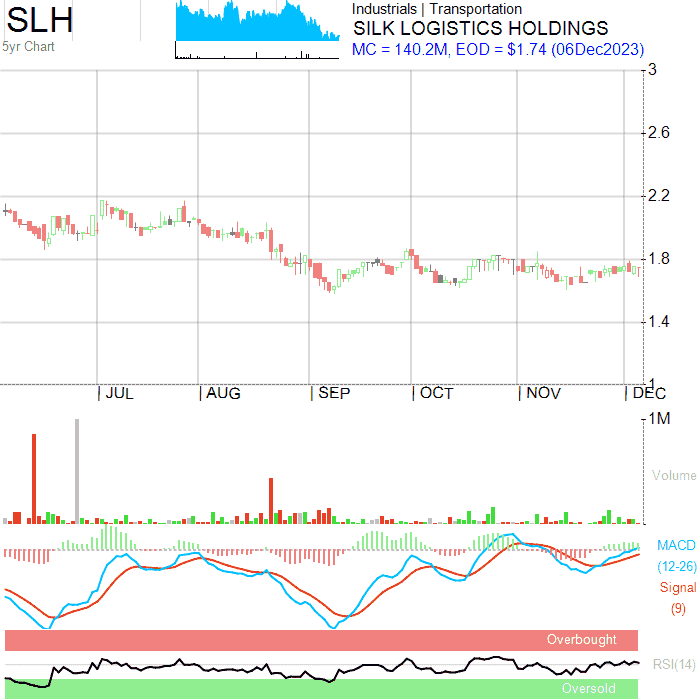 SLH
5yr Chart
Industrials | Transportation
SILK LOGISTICS HOLDINGS
MC = 140.2M, EOD = $1.74 (06Dec2023)
3
2.6
2.2
1.8
1.4
1
| JUL | AUG | SEP | OCT | NOV | DEC
1M
Volume
MACD
(12-26)
Signal
(9)
Overbought
RSI(14)
Oversold